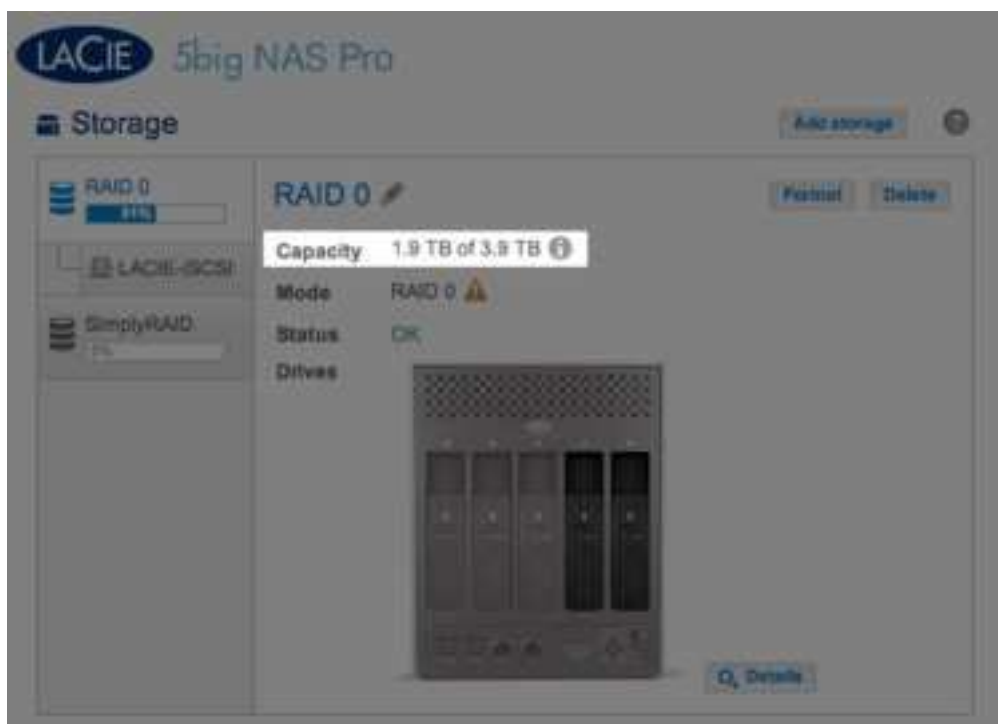 LACIE 5big NAS Pro
Storage
Add storage
RAID 0
LACIE-iSCSI
SimplyRAID
RAID 0
Format Delete
Capacity 1.9 TB of 3.9 TB
Mode RAID 0
Status OK
Drives
Details